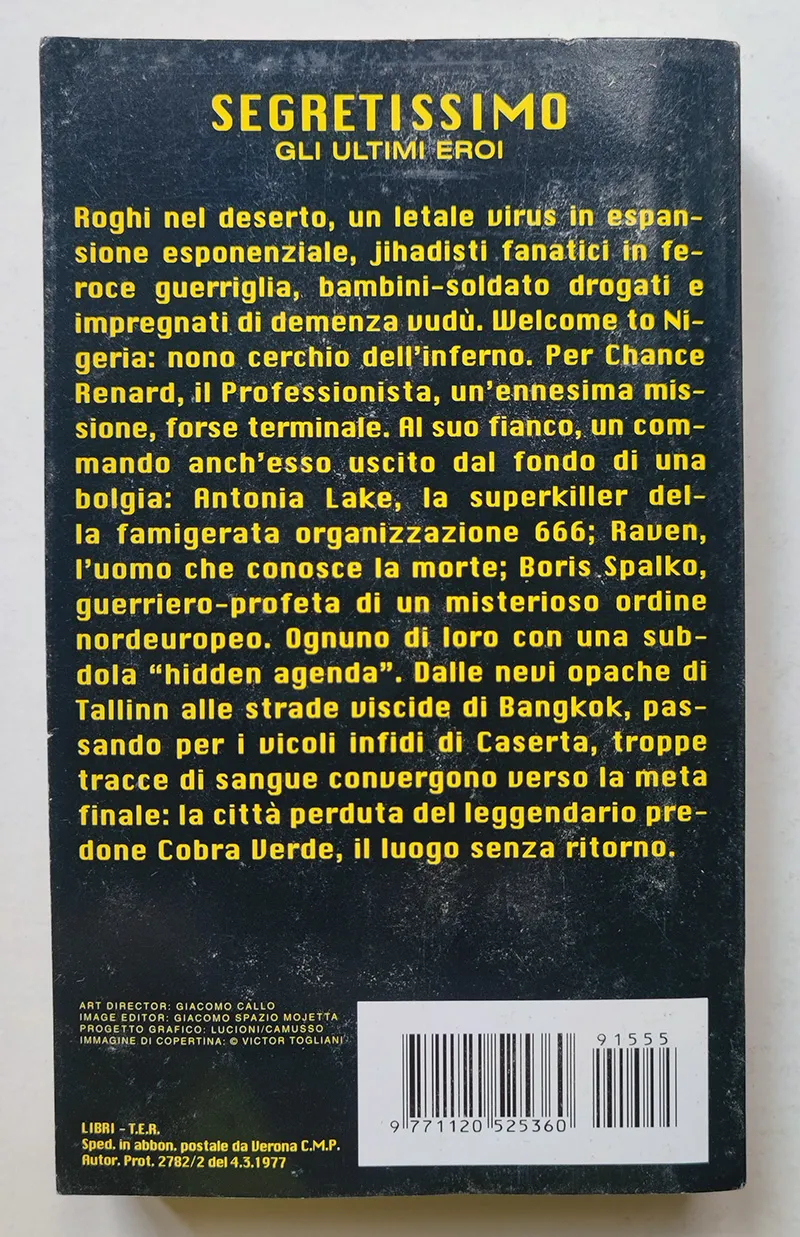 SEGRETISSIMO
GLI ULTIMI EROI
Roghi nel deserto, un letale virus in espan-
sione esponenziale, jihadisti fanatici in fe-
roce guerriglia, bambini-soldato drogati e
impregnati di demenza vudù. Welcome to Ni-
geria: nono cerchio dell'inferno. Per Chance
Renard, il Professionista, un'ennesima mis-
sione, forse terminale. Al suo fianco, un com-
mando anch'esso uscito dal fondo di una
bolgia: Antonia Lake, la superkiller del-
la famigerata organizzazione 666; Raven,
l'uomo che conosce la morte; Boris Spalko,
guerriero-profeta di un misterioso ordine
nordeuropeo. Ognuno di loro con una sub-
dola “hidden agenda”. Dalle nevi opache di
Tallinn alle strade viscide di Bangkok, pas-
sando per i vicoli infidi di Caserta, troppe
tracce di sangue convergono verso la meta
finale: la città perduta del leggendario pre-
done Cobra Verde, il luogo senza ritorno.
ART DIRECTOR: GIACOMO CALLO
IMAGE EDITOR: GIACOMO SPAZIO MOJETTA
PROGETTO GRAFICO: LUCIONI/CAMUSSO
IMMAGINE DI COPERTINA: © VICTOR TOGLIANI
LIBRI - T.E.R.
Sped. in abbon. postale da Verona C.M.P.
Autor. Prot. 2782/2 del 4.3.1977
91555
9 771120 525360